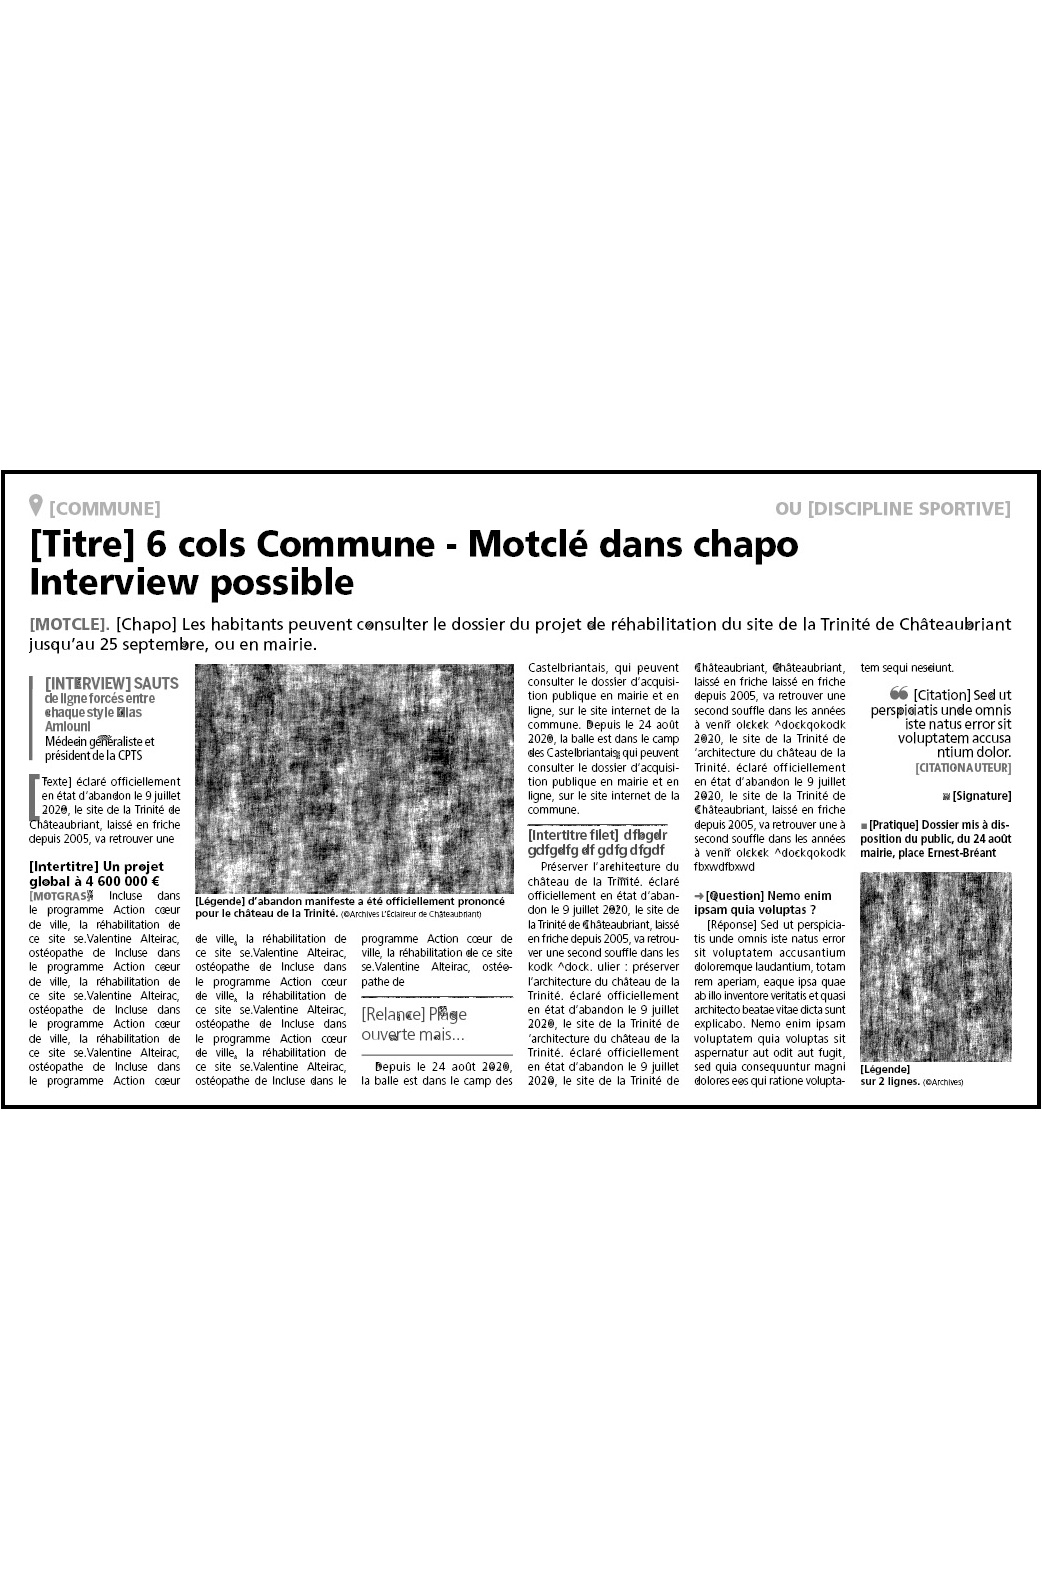 [COMMUNE]
OU [DISCIPLINE SPORTIVE]
[Titre] 6 cols Commune - Motclé dans chapo
Interview possible
[MOTCLE]. [Chapo] Les habitants peuvent consulter le dossier du projet de réhabilitation du site de la Trinité de Châteaubriant
jusqu'au 25 septembre, ou en mairie.
[INTERVIEW] SAUTS
de ligne forcés entre
chaque style Lilas
Amiouni
Médecin généraliste et
président de la CPTS
[Texte] éclaré officiellement
en état d'abandon le 9 juillet
2020, le site de la Trinité de
Châteaubriant, laissé en friche
depuis 2005, va retrouver une
[Intertitre] Un projet
global à 4 600 000 €
[MOTGRAS] Incluse dans
le programme Action cœur
de ville, la réhabilitation de
ce site se.Valentine Alteirac,
ostéopathe de Incluse dans
le programme Action cœur
de ville, la réhabilitation de
ce site se.Valentine Alteirac,
ostéopathe de Incluse dans
le programme Action cœur
de ville, la réhabilitation de
ce site se.Valentine Alteirac,
ostéopathe de Incluse dans
le programme Action cœur
[Légende] d'abandon manifeste a été officiellement prononcé
pour le château de la Trinité. (©Archives L'Éclaireur de Châteaubriant)
de ville, la réhabilitation de
ce site se.Valentine Alteirac,
ostéopathe de Incluse dans
le programme Action cœur
de ville, la réhabilitation de
ce site se.Valentine Alteirac,
ostéopathe de Incluse dans
le programme Action cœur
de ville, la réhabilitation de
ce site se.Valentine Alteirac,
ostéopathe de Incluse dans le
programme Action cœur de
ville, la réhabilitation de ce site
se.Valentine Alteirac, ostéo-
pathe de
[Relance] Plage
ouverte mais...
Depuis le 24 août 2020,
la balle est dans le camp des
Castelbriantais, qui peuvent
consulter le dossier d'acquisi-
tion publique en mairie et en
ligne, sur le site internet de la
commune. Depuis le 24 août
2020, la balle est dans le camp
des Castelbriantais, qui peuvent
consulter le dossier d'acquisi-
tion publique en mairie et en
ligne, sur le site internet de la
commune.
[Intertitre filet] dfbgdr
gdfgdfg df gdfg dfgdf
Préserver l'architecture du
château de la Trinité. éclaré
officiellement en état d'aban-
don le 9 juillet 2020, le site de
la Trinité de Châteaubriant, laissé
en friche depuis 2005, va retrou-
ver une second souffle dans les
kodk ^dock. ulier : préserver
l'architecture du château de la
Trinité. éclaré officiellement
en état d'abandon le 9 juillet
2020, le site de la Trinité de
'architecture du château de la
Trinité. éclaré officiellement
en état d'abandon le 9 juillet
2020, le site de la Trinité de
Châteaubriant, Châteaubriant,
laissé en friche laissé en friche
depuis 2005, va retrouver une
second souffle dans les années
à venir olckck ^dockqokodk
2020, le site de la Trinité de
'architecture du château de la
Trinité. éclaré officiellement
en état d'abandon le 9 juillet
2020, le site de la Trinité de
Châteaubriant, laissé en friche
depuis 2005, va retrouver une à
second souffle dans les années
à venir olckck ^dockqokodk
fbxwdfbxwd
➜[Question] Nemo enim
ipsam quia voluptas ?
[Réponse] Sed ut perspicia-
tis unde omnis iste natus error
sit voluptatem accusantium
doloremque laudantium, totam
rem aperiam, eaque ipsa quae
ab illo inventore veritatis et quasi
architecto beatae vitae dicta sunt
explicabo. Nemo enim ipsam
voluptatem quia voluptas sit
aspernatur aut odit aut fugit,
sed quia consequuntur magni
dolores eos qui ratione volupta-
tem sequi nesciunt.
❝ [Citation] Sed ut
perspiciatis unde omnis
iste natus error sit
voluptatem accusa
ntium dolor.
[CITATIONAUTEUR]
[Signature]
■ [Pratique] Dossier mis à dis-
position du public, du 24 août
mairie, place Ernest-Bréant
[Légende]
sur 2 lignes. (©Archives)